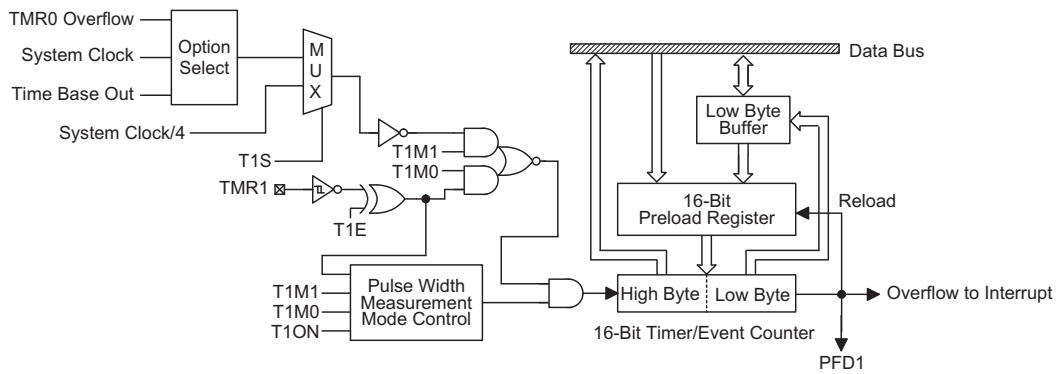 TMR0 Overflow
System Clock
Time Base Out
Option
Select
M
U
X
System Clock/4
T1S
TMR1
T1E
T1M1
T1M0
T1M1
T1M0
T1ON
Pulse Width
Measurement
Mode Control
Data Bus
Low Byte
Buffer
16-Bit
Preload Register
Reload
High Byte
Low Byte
16-Bit Timer/Event Counter
Overflow to Interrupt
PFD1